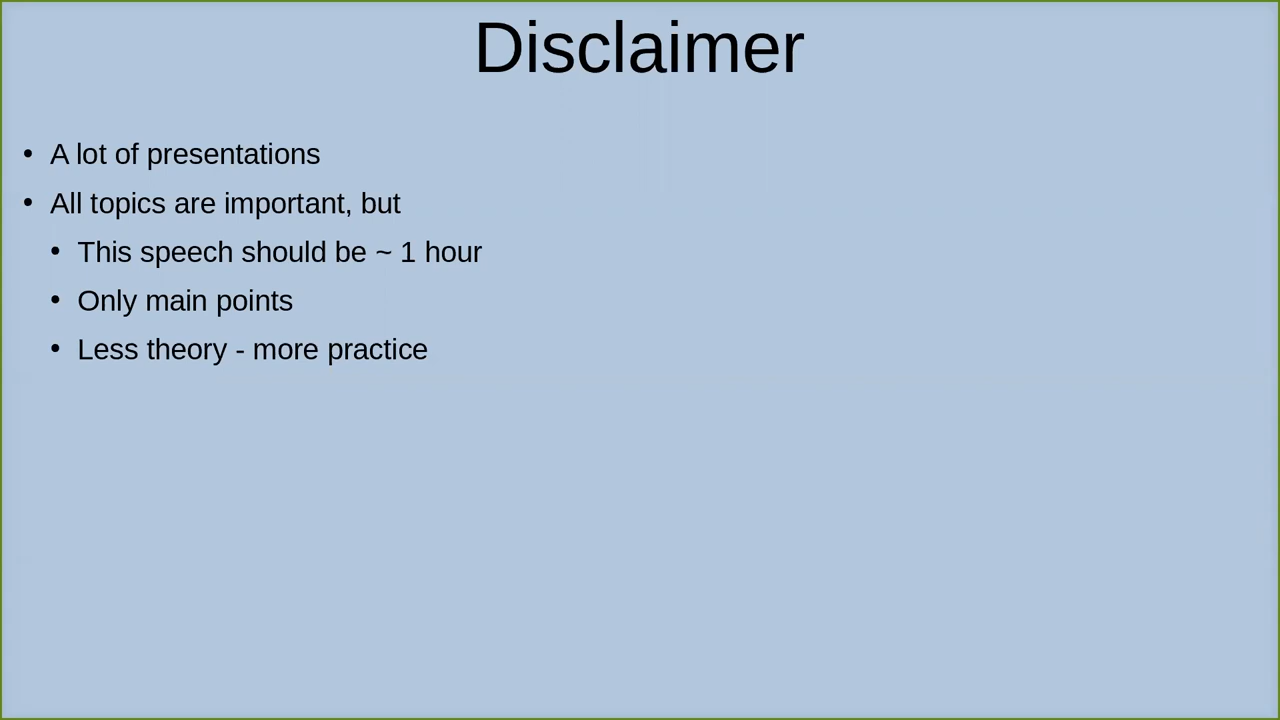 Disclaimer
• A lot of presentations
• All topics are important, but
• This speech should be ~ 1 hour
• Only main points
• Less theory - more practice